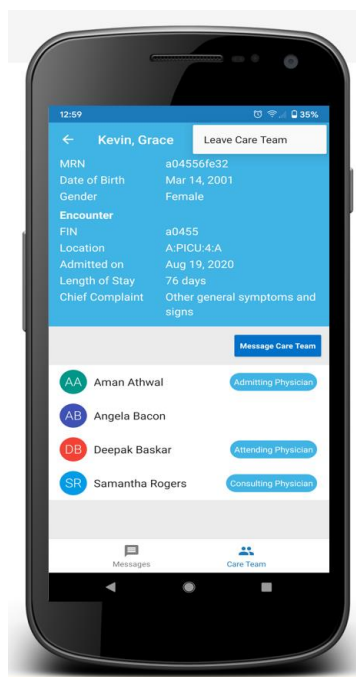 12:59 35%
Kevin, Grace Leave Care Team
MRN a04556fe32
Date of Birth Mar 14, 2001
Gender Female
Encounter
FIN a0455
Location A:PICU:4:A
Admitted on Aug 19, 2020
Length of Stay 76 days
Chief Complaint Other general symptoms and
signs
Message Care Team
AA Aman Athwal Admitting Physician
AB Angela Bacon
DB Deepak Baskar Attending Physician
SR Samantha Rogers Consulting Physician
Messages Care Team